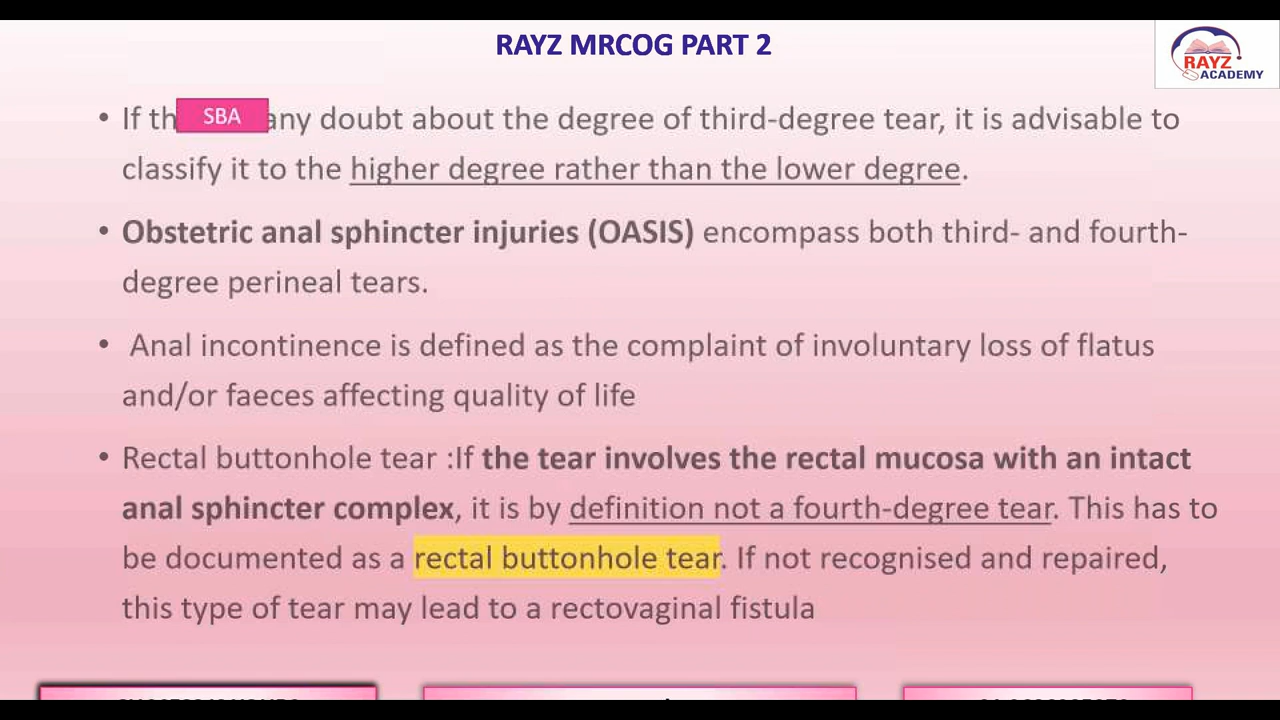 RAYZ MRCOG PART 2
RAYZ
ACADEMY
• If th SBA any doubt about the degree of third-degree tear, it is advisable to
classify it to the higher degree rather than the lower degree.
• Obstetric anal sphincter injuries (OASIS) encompass both third- and fourth-
degree perineal tears.
• Anal incontinence is defined as the complaint of involuntary loss of flatus
and/or faeces affecting quality of life
• Rectal buttonhole tear :If the tear involves the rectal mucosa with an intact
anal sphincter complex, it is by definition not a fourth-degree tear. This has to
be documented as a rectal buttonhole tear. If not recognised and repaired,
this type of tear may lead to a rectovaginal fistula